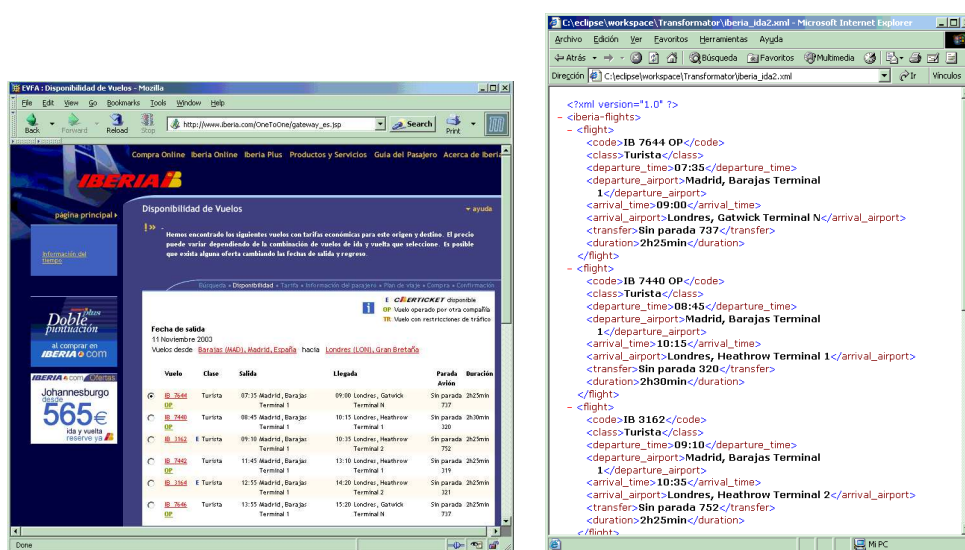 EVFA : Disponibilidad de Vuelos - Mozilla
File Edit View Go Bookmarks Tools Window Help
Back Forward Reload Stop http://www.iberia.com/OneToOne/gateway_es.jsp Search Print
Compra Online Iberia Online Iberia Plus Productos y Servicios Guia del Pasajero Acerca de Iberia
IBERIA
página principal
Información del
tiempo
Doble plus
puntuación
al comprar en
IBERIA.com
IBERIA.com Ofertas
Johannesburgo
desde
565€
ida y vuelta
reserve ya
Disponibilidad de Vuelos ayuda
!» -
Hemos encontrado los siguientes vuelos con tarifas económicas para este origen y destino. El precio
puede variar dependiendo de la combinación de vuelos de ida y vuelta que seleccione. Es posible
que exista alguna oferta cambiando las fechas de salida y regreso.
Búsqueda » Disponibilidad » Tarifa » Información del pasajero » Plan de viaje » Compra » Confirmación
i E disponible
OP Vuelo operado por otra compañía
TR Vuelo con restricciones de tráfico
Fecha de salida
11 Noviembre 2003
Vuelos desde Barajas (MAD), Madrid, España hacia Londres (LON), Gran Bretaña
Vuelo Clase Salida Llegada Parada Duración
Avión
IB 7644 Turista 07:35 Madrid, Barajas 09:00 Londres, Gatwick Sin parada 2h25min
OP Terminal 1 Terminal N 737
IB 7440 Turista 08:45 Madrid, Barajas 10:15 Londres, Heathrow Sin parada 2h30min
OP Terminal 1 Terminal 1 320
IB 3162 E Turista 09:10 Madrid, Barajas 10:35 Londres, Heathrow Sin parada 2h25min
Terminal 1 Terminal 2 752
IB 7442 Turista 11:45 Madrid, Barajas 13:10 Londres, Heathrow Sin parada 2h25min
OP Terminal 1 Terminal 1 319
IB 3164 E Turista 12:55 Madrid, Barajas 14:20 Londres, Heathrow Sin parada 2h25min
Terminal 1 Terminal 2 321
IB 7646 Turista 13:55 Madrid, Barajas 15:20 Londres, Gatwick Sin parada 2h25min
OP Terminal 1 Terminal N 737
Done
C:\eclipse\workspace\Transformator\iberia_ida2.xml - Microsoft Internet Explorer
Archivo Edición Ver Favoritos Herramientas Ayuda
Atrás Búsqueda Favoritos Multimedia
Dirección C:\eclipse\workspace\Transformator\iberia_ida2.xml Ir Vínculos
<?xml version="1.0" ?>
- <iberia-flights>
- <flight>
<code>IB 7644 OP</code>
<class>Turista</class>
<departure_time>07:35</departure_time>
<departure_airport>Madrid, Barajas Terminal
1</departure_airport>
<arrival_time>09:00</arrival_time>
<arrival_airport>Londres, Gatwick Terminal N</arrival_airport>
<transfer>Sin parada 737</transfer>
<duration>2h25min</duration>
</flight>
- <flight>
<code>IB 7440 OP</code>
<class>Turista</class>
<departure_time>08:45</departure_time>
<departure_airport>Madrid, Barajas Terminal
1</departure_airport>
<arrival_time>10:15</arrival_time>
<arrival_airport>Londres, Heathrow Terminal 1</arrival_airport>
<transfer>Sin parada 320</transfer>
<duration>2h30min</duration>
</flight>
- <flight>
<code>IB 3162</code>
<class>Turista</class>
<departure_time>09:10</departure_time>
<departure_airport>Madrid, Barajas Terminal
1</departure_airport>
<arrival_time>10:35</arrival_time>
<arrival_airport>Londres, Heathrow Terminal 2</arrival_airport>
<transfer>Sin parada 752</transfer>
<duration>2h25min</duration>
</flight>
Mi PC